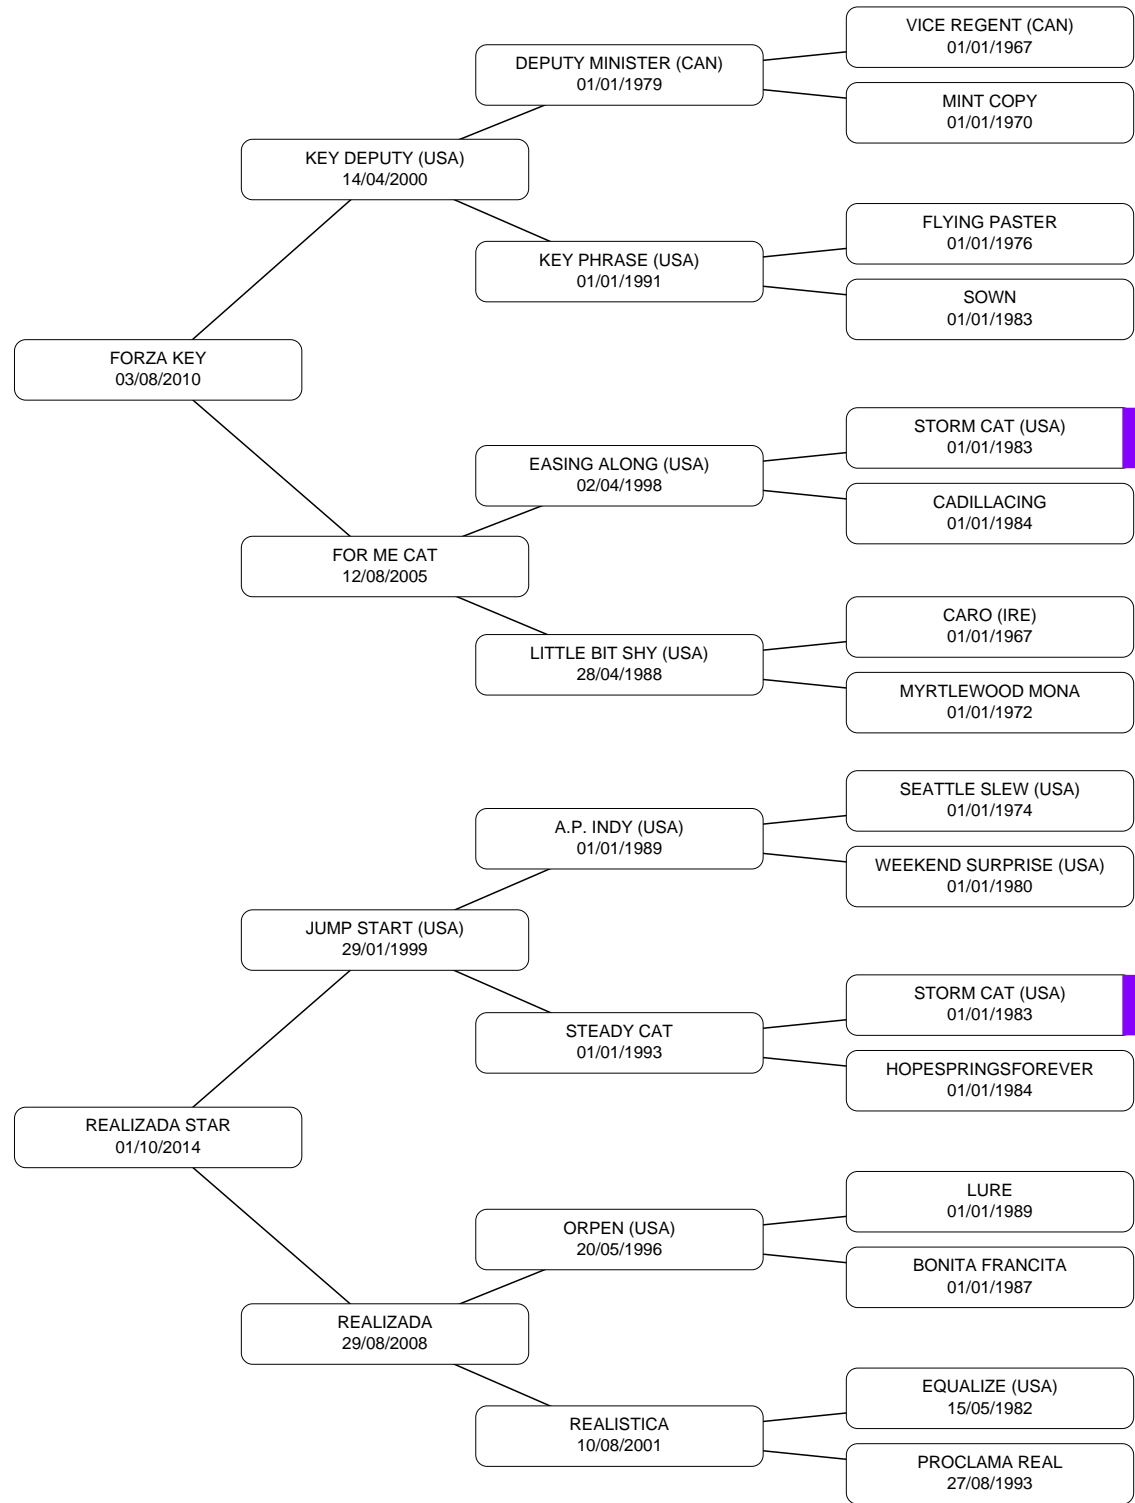 VICE REGENT (CAN)
01/01/1967
DEPUTY MINISTER (CAN)
01/01/1979
MINT COPY
01/01/1970
KEY DEPUTY (USA)
14/04/2000
FLYING PASTER
01/01/1976
KEY PHRASE (USA)
01/01/1991
SOWN
01/01/1983
FORZA KEY
03/08/2010
STORM CAT (USA)
01/01/1983
EASING ALONG (USA)
02/04/1998
CADILLACING
01/01/1984
FOR ME CAT
12/08/2005
CARO (IRE)
01/01/1967
LITTLE BIT SHY (USA)
28/04/1988
MYRTLEWOOD MONA
01/01/1972
SEATTLE SLEW (USA)
01/01/1974
A.P. INDY (USA)
01/01/1989
WEEKEND SURPRISE (USA)
01/01/1980
JUMP START (USA)
29/01/1999
STORM CAT (USA)
01/01/1983
STEADY CAT
01/01/1993
HOPESPRINGSFOREVER
01/01/1984
REALIZADA STAR
01/10/2014
LURE
01/01/1989
ORPEN (USA)
20/05/1996
BONITA FRANCITA
01/01/1987
REALIZADA
29/08/2008
EQUALIZE (USA)
15/05/1982
REALISTICA
10/08/2001
PROCLAMA REAL
27/08/1993